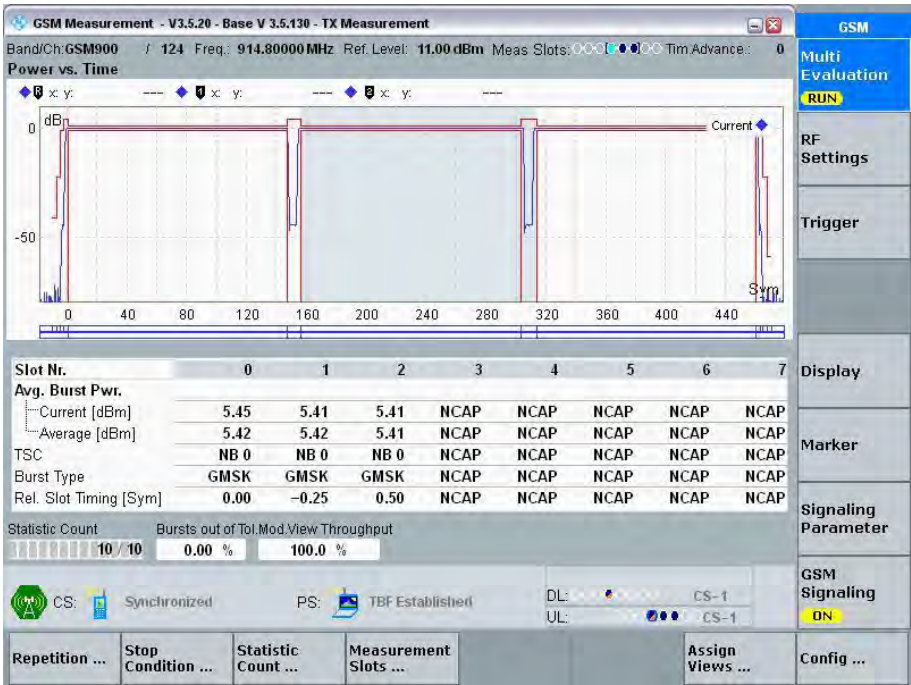 GSM Measurement - V3.5.20 - Base V 3.5.130 - TX Measurement
GSM
Band/Ch: GSM900 / 124 Freq.: 914.80000 MHz Ref. Level: 11.00 dBm Meas Slots: Tim Advance: 0
Power vs. Time
R x: y: --- 1 x: y: --- 2 x: y: ---
dB
Current
0
-50
Sym
0 40 80 120 160 200 240 280 320 360 400 440
Slot Nr. 0 1 2 3 4 5 6 7
Avg. Burst Pwr.
Current [dBm] 5.45 5.41 5.41 NCAP NCAP NCAP NCAP NCAP
Average [dBm] 5.42 5.42 5.41 NCAP NCAP NCAP NCAP NCAP
TSC NB 0 NB 0 NB 0 NCAP NCAP NCAP NCAP NCAP
Burst Type GMSK GMSK GMSK NCAP NCAP NCAP NCAP NCAP
Rel. Slot Timing [Sym] 0.00 -0.25 0.50 NCAP NCAP NCAP NCAP NCAP
Statistic Count Bursts out of Tol. Mod.View Throughput
10 / 10 0.00 % 100.0 %
CS: Synchronized PS: TBF Established
DL: CS-1
UL: CS-1
Multi
Evaluation
RUN
RF
Settings
Trigger
Display
Marker
Signaling
Parameter
GSM
Signaling
ON
Repetition ...
Stop
Condition ...
Statistic
Count ...
Measurement
Slots ...
Assign
Views ...
Config ...